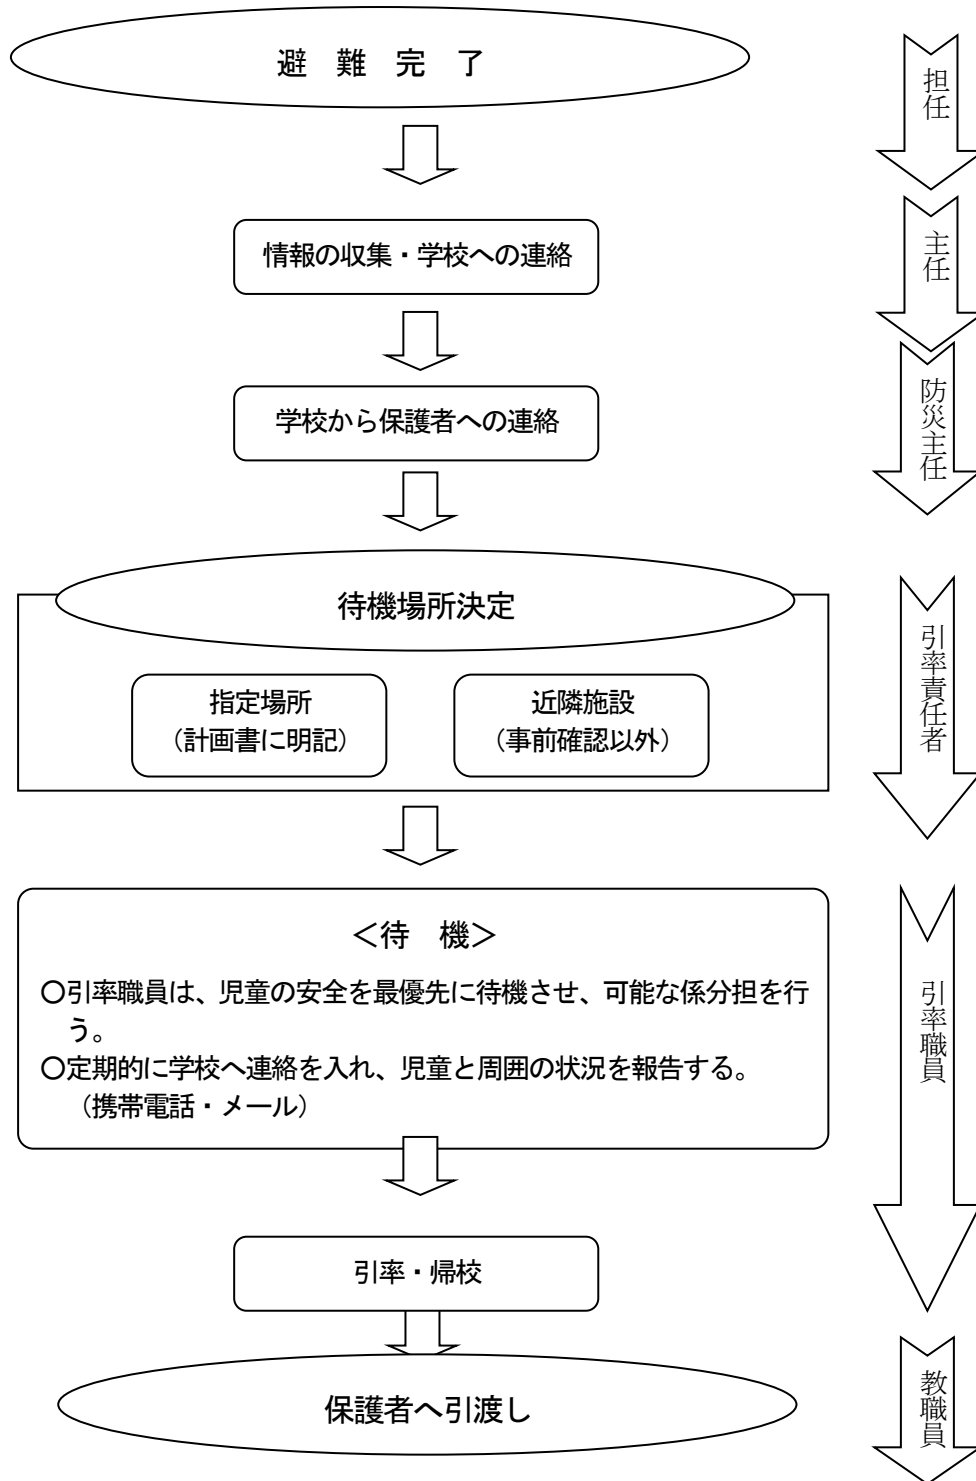 避　難　完　了
担任
情報の収集・学校への連絡
主任
学校から保護者への連絡
防災主任
待機場所決定
指定場所
（計画書に明記）
近隣施設
（事前確認以外）
引率責任者
＜待　機＞
〇引率職員は、児童の安全を最優先に待機させ、可能な係分担を行
う。
〇定期的に学校へ連絡を入れ、児童と周囲の状況を報告する。
（携帯電話・メール）
引率職員
引率・帰校
保護者へ引渡し
教職員